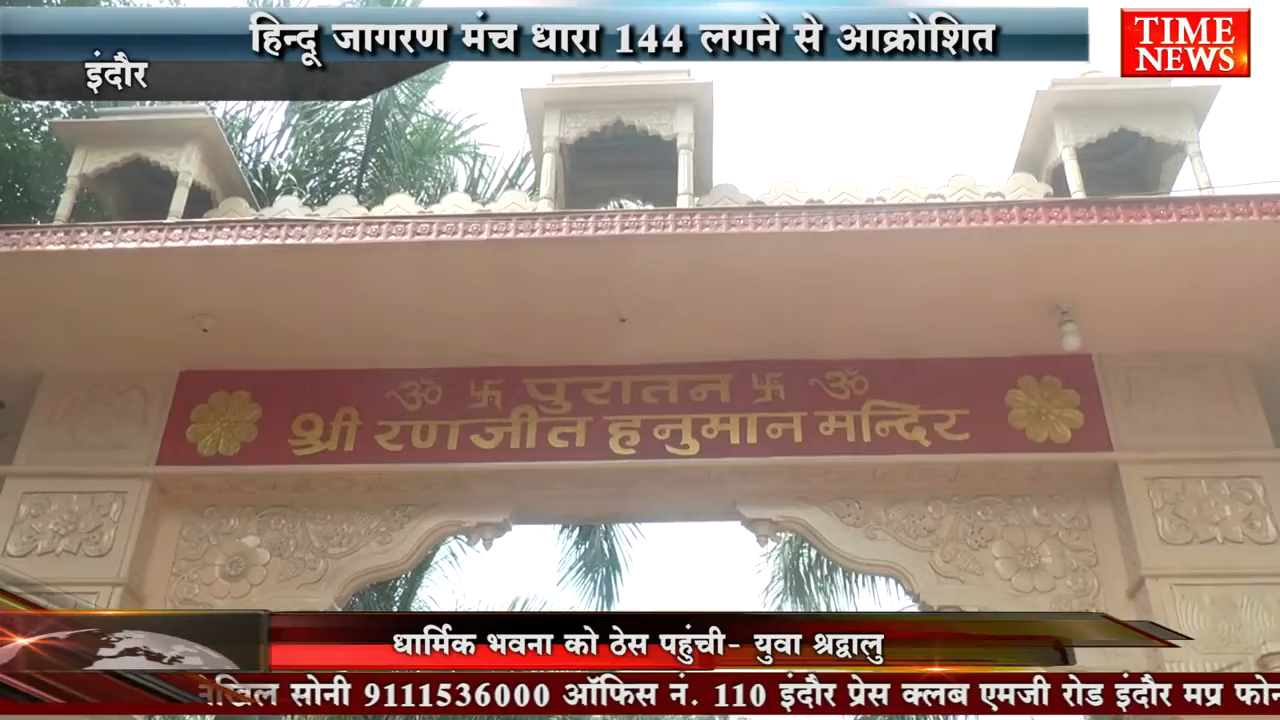 हिन्दू जागरण मंच धारा 144 लगने से आक्रोशित
TIME
NEWS
इंदौर
ॐ 卐 पुरातन 卐 ॐ
श्री रणजीत हनुमान मन्दिर
धार्मिक भवना को ठेस पहुंची- युवा श्रद्वालु
सोनी 9111536000 ऑफिस नं. 110 इंदौर प्रेस क्लब एमजी रोड इंदौर मप्र